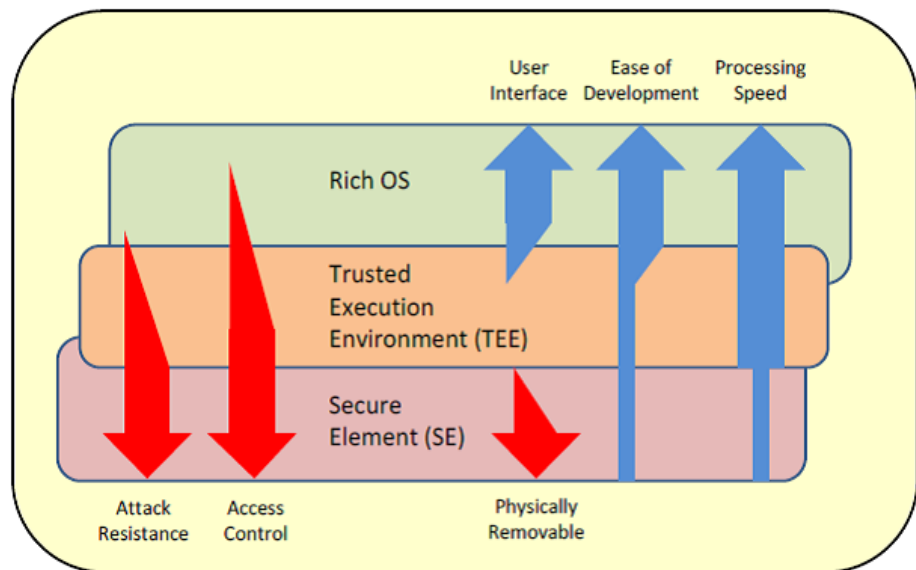 User
Interface
Ease of
Development
Processing
Speed
Rich OS
Trusted
Execution
Environment (TEE)
Secure
Element (SE)
Attack
Resistance
Access
Control
Physically
Removable